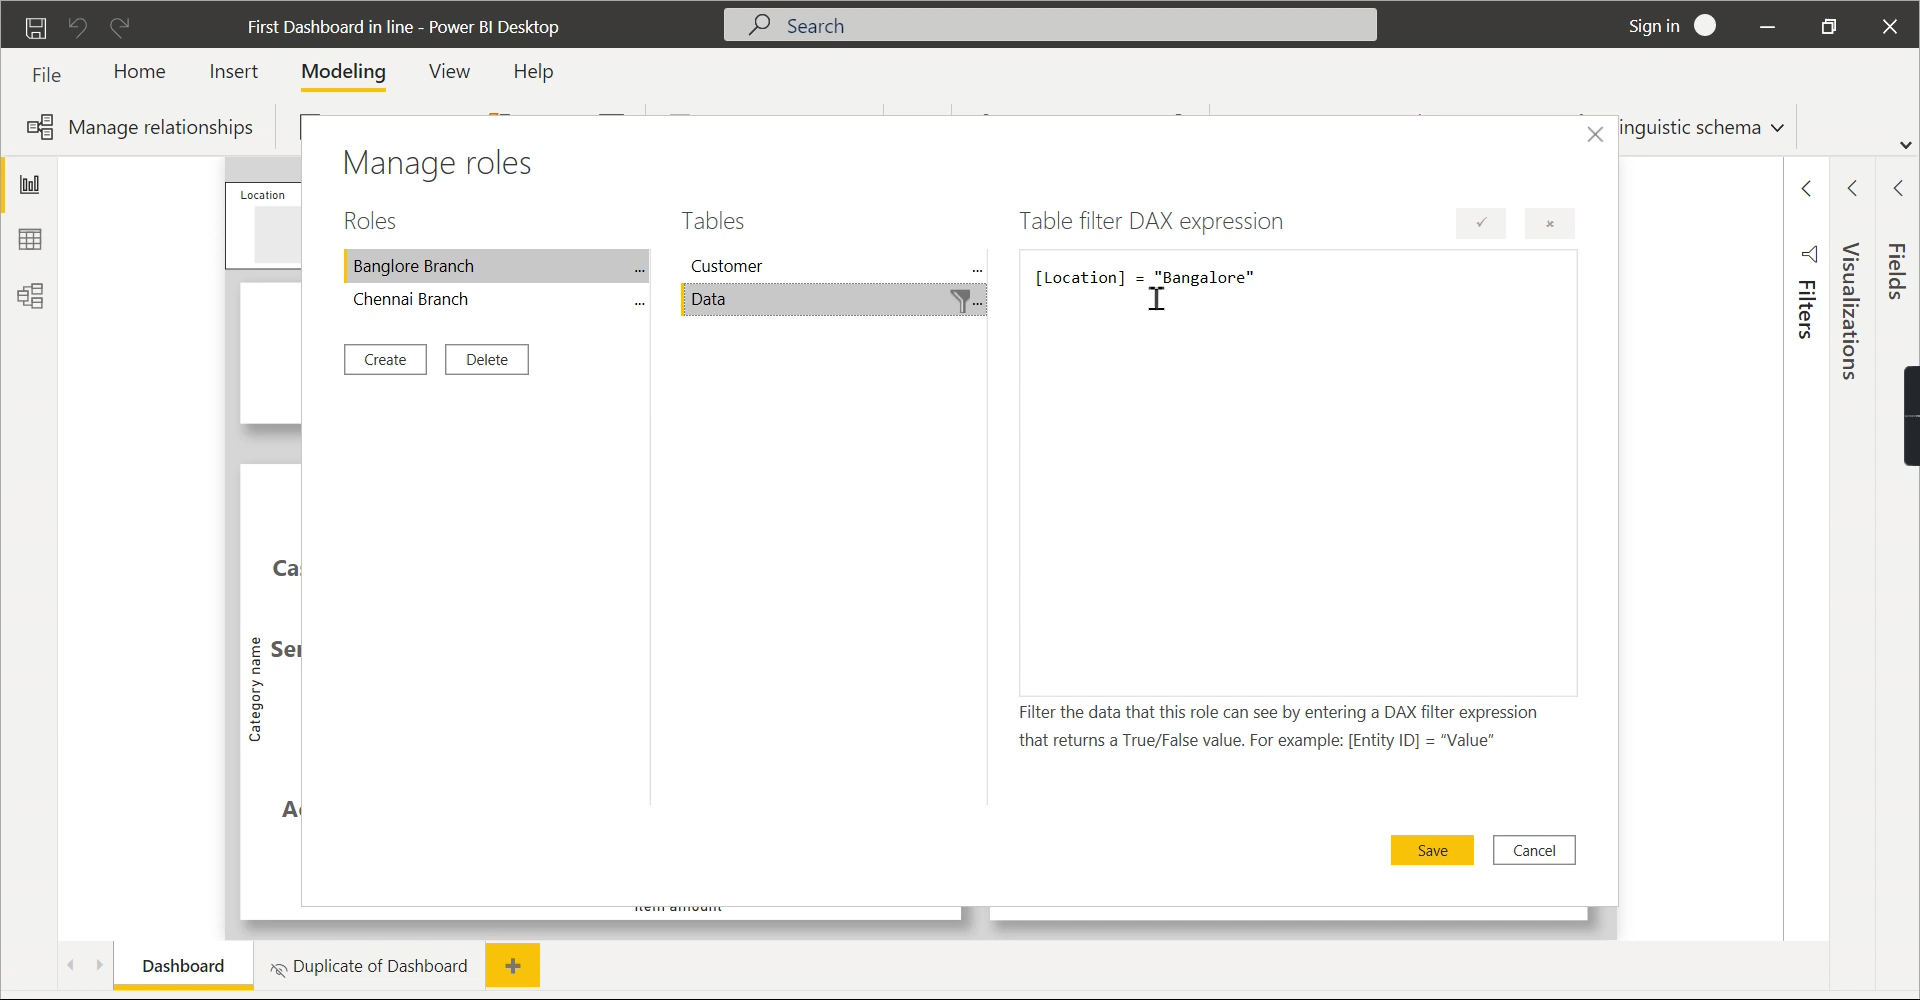 First Dashboard in line - Power BI Desktop
Search
Sign in
File
Home
Insert
Modeling
View
Help
Manage relationships
inguistic schema
Manage roles
Roles
Tables
Table filter DAX expression
Banglore Branch
...
Chennai Branch
...
Create
Delete
Customer
...
Data
...
[Location] = "Bangalore"
Filter the data that this role can see by entering a DAX filter expression
that returns a True/False value. For example: [Entity ID] = “Value”
Save
Cancel
Location
Category name
Filters
Visualizations
Fields
Dashboard
Duplicate of Dashboard